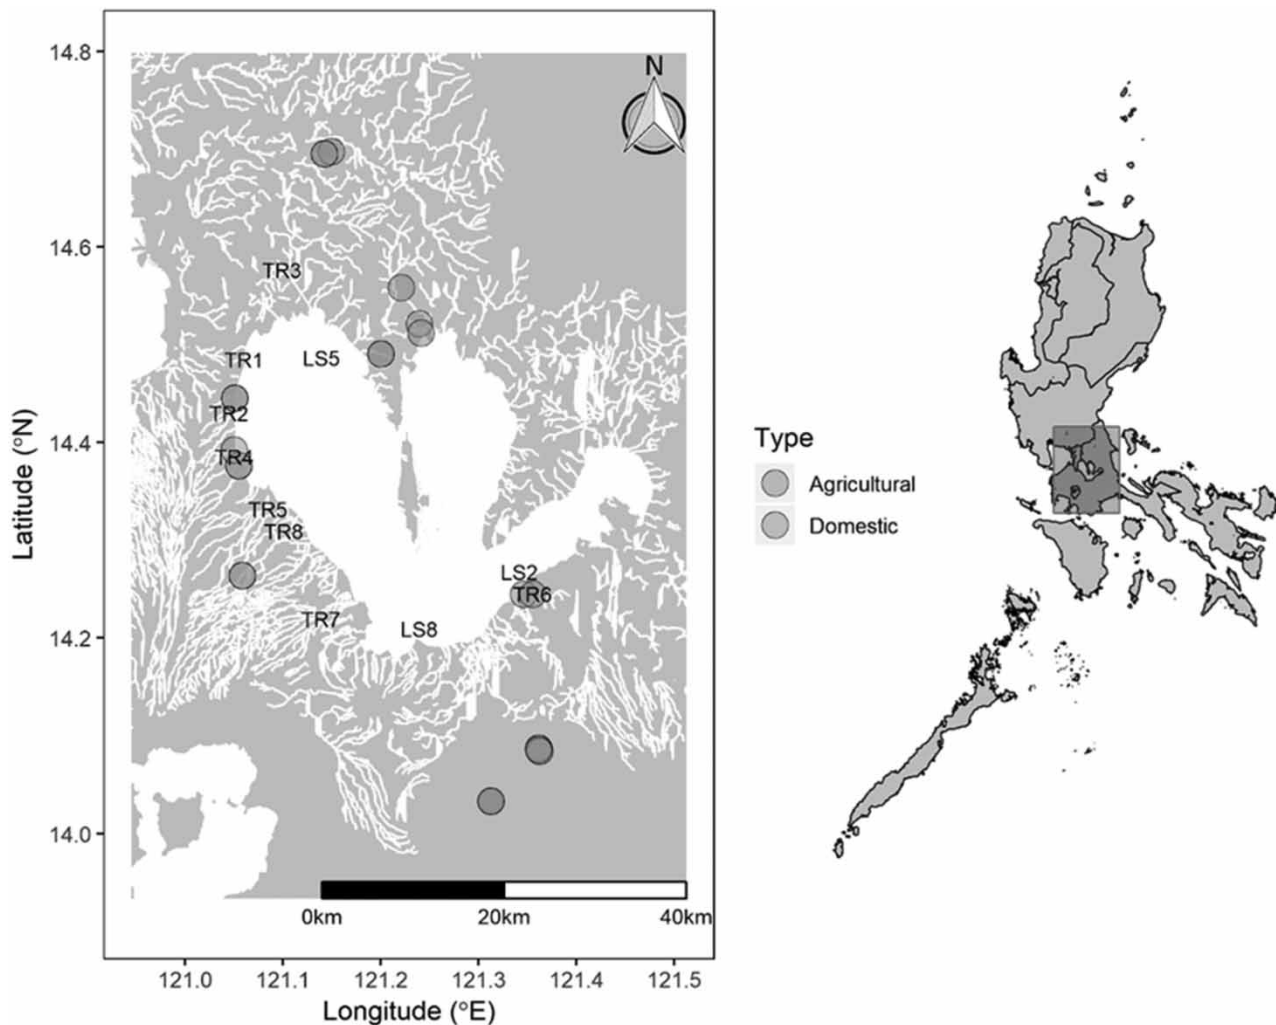 14.8
14.6
14.4
14.2
14.0
Latitude (°N)
N
TR3
TR1
LS5
TR2
TR4
TR5
TR8
LS2
TR6
TR7
LS8
0km
20km
40km
121.0
121.1
121.2
121.3
121.4
121.5
Longitude (°E)
Type
Agricultural
Domestic